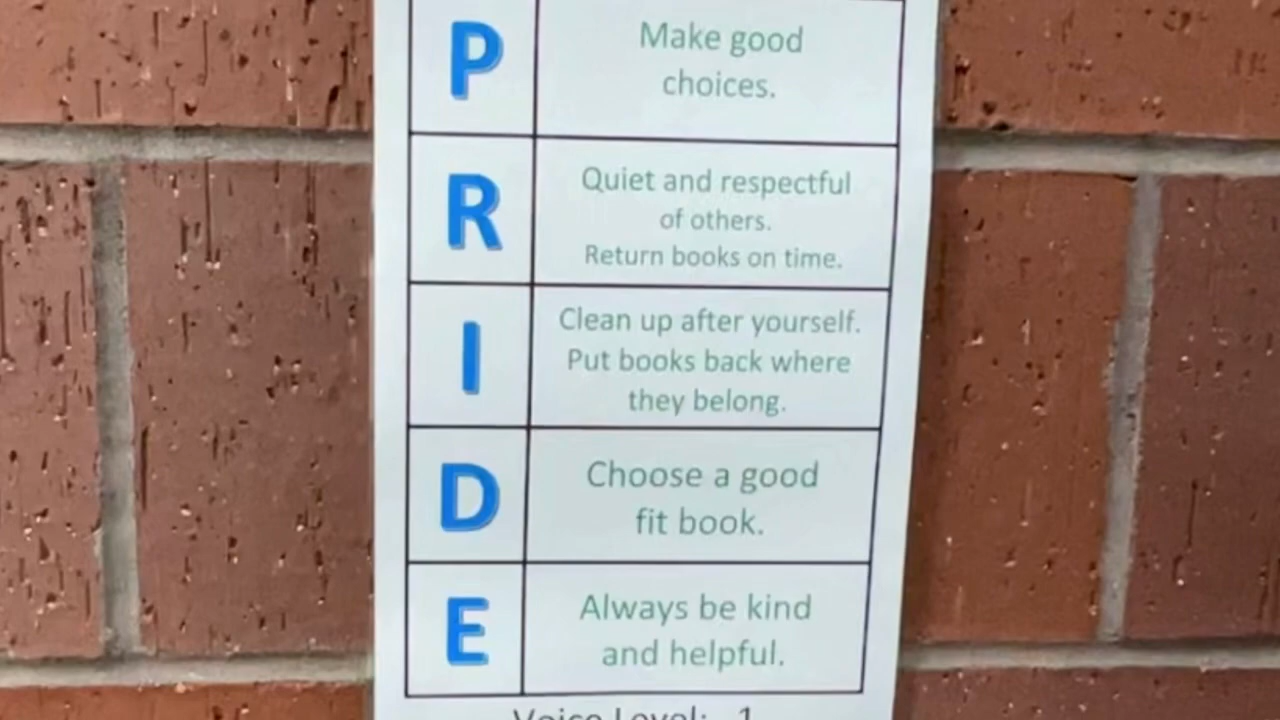 P
Make good
choices.
R
Quiet and respectful
of others.
Return books on time.
I
Clean up after yourself.
Put books back where
they belong.
D
Choose a good
fit book.
E
Always be kind
and helpful.
Voice Level: 1